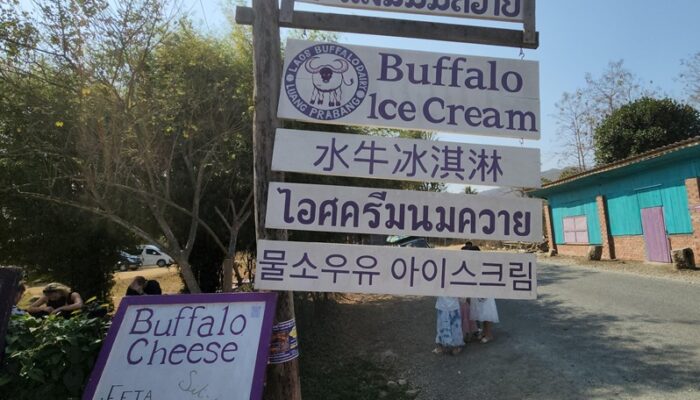 LAOS BUFFALO DAIRY
LUANG PRABANG
Buffalo
Ice Cream
水牛冰淇淋
ไอศครีมนมควาย
물소우유 아이스크림
Buffalo
Cheese
FETA